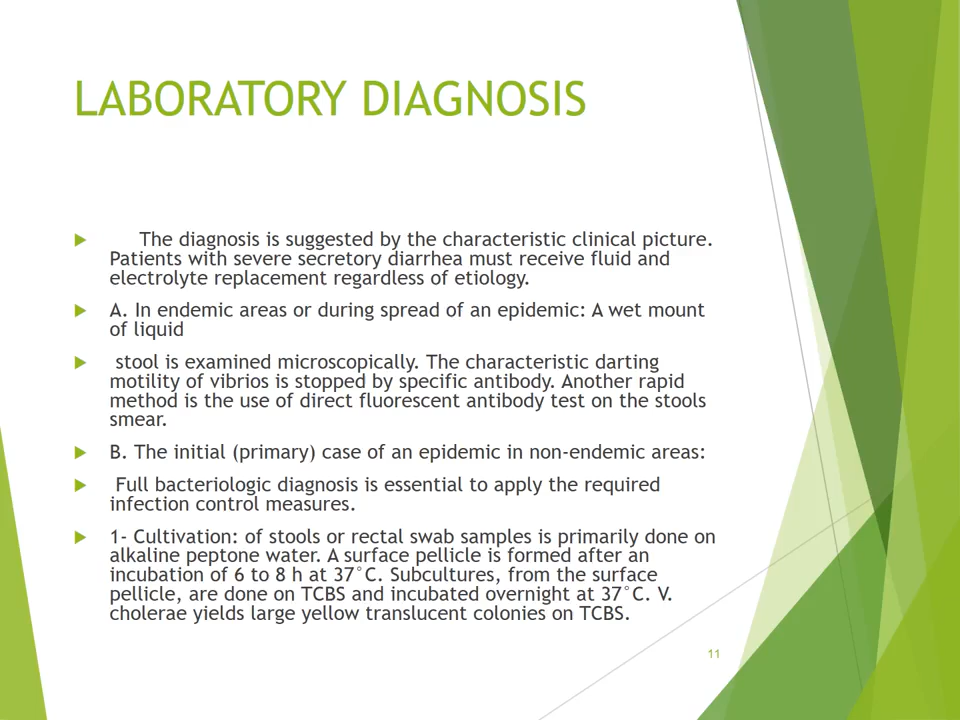 LABORATORY DIAGNOSIS
The diagnosis is suggested by the characteristic clinical picture.
Patients with severe secretory diarrhea must receive fluid and
electrolyte replacement regardless of etiology.
A. In endemic areas or during spread of an epidemic: A wet mount
of liquid
stool is examined microscopically. The characteristic darting
motility of vibrios is stopped by specific antibody. Another rapid
method is the use of direct fluorescent antibody test on the stools
smear.
B. The initial (primary) case of an epidemic in non-endemic areas:
Full bacteriologic diagnosis is essential to apply the required
infection control measures.
1- Cultivation: of stools or rectal swab samples is primarily done on
alkaline peptone water. A surface pellicle is formed after an
incubation of 6 to 8 h at 37°C. Subcultures, from the surface
pellicle, are done on TCBS and incubated overnight at 37°C. V.
cholerae yields large yellow translucent colonies on TCBS.
11